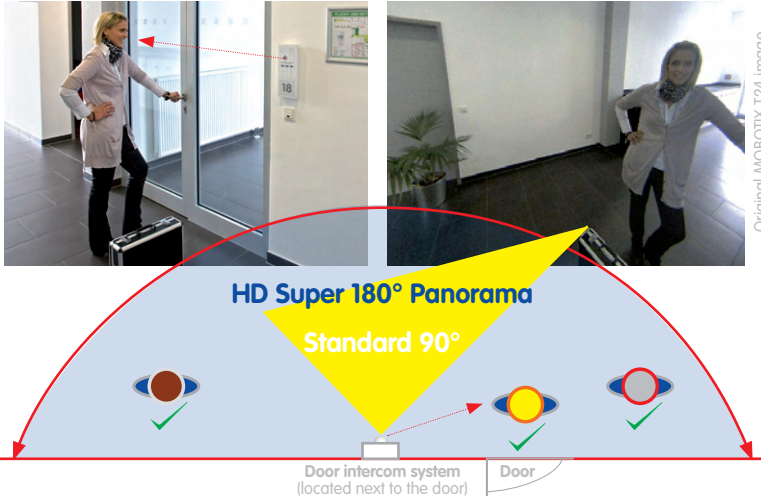 18
Original MOBOTIX T24 image
HD Super 180° Panorama
Standard 90°
Door intercom system
(located next to the door)
Door